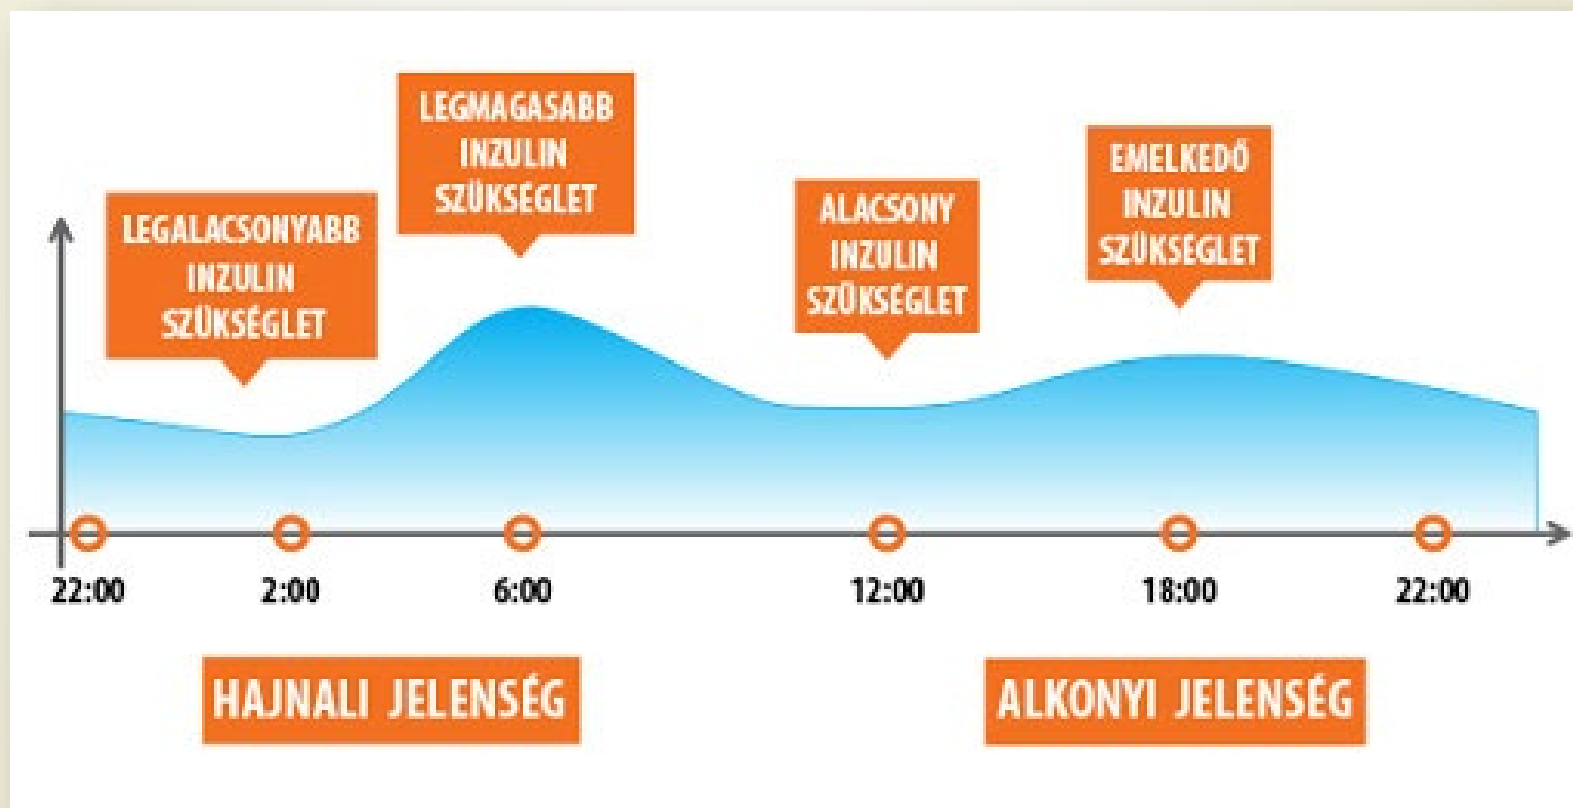 LEGALACSONYABB
INZULIN
SZÜKSÉGLET
LEGMAGASABB
INZULIN
SZÜKSÉGLET
ALACSONY
INZULIN
SZÜKSÉGLET
EMELKEDŐ
INZULIN
SZÜKSÉGLET
22:00
2:00
6:00
12:00
18:00
22:00
HAJNALI JELENSÉG
ALKONYI JELENSÉG